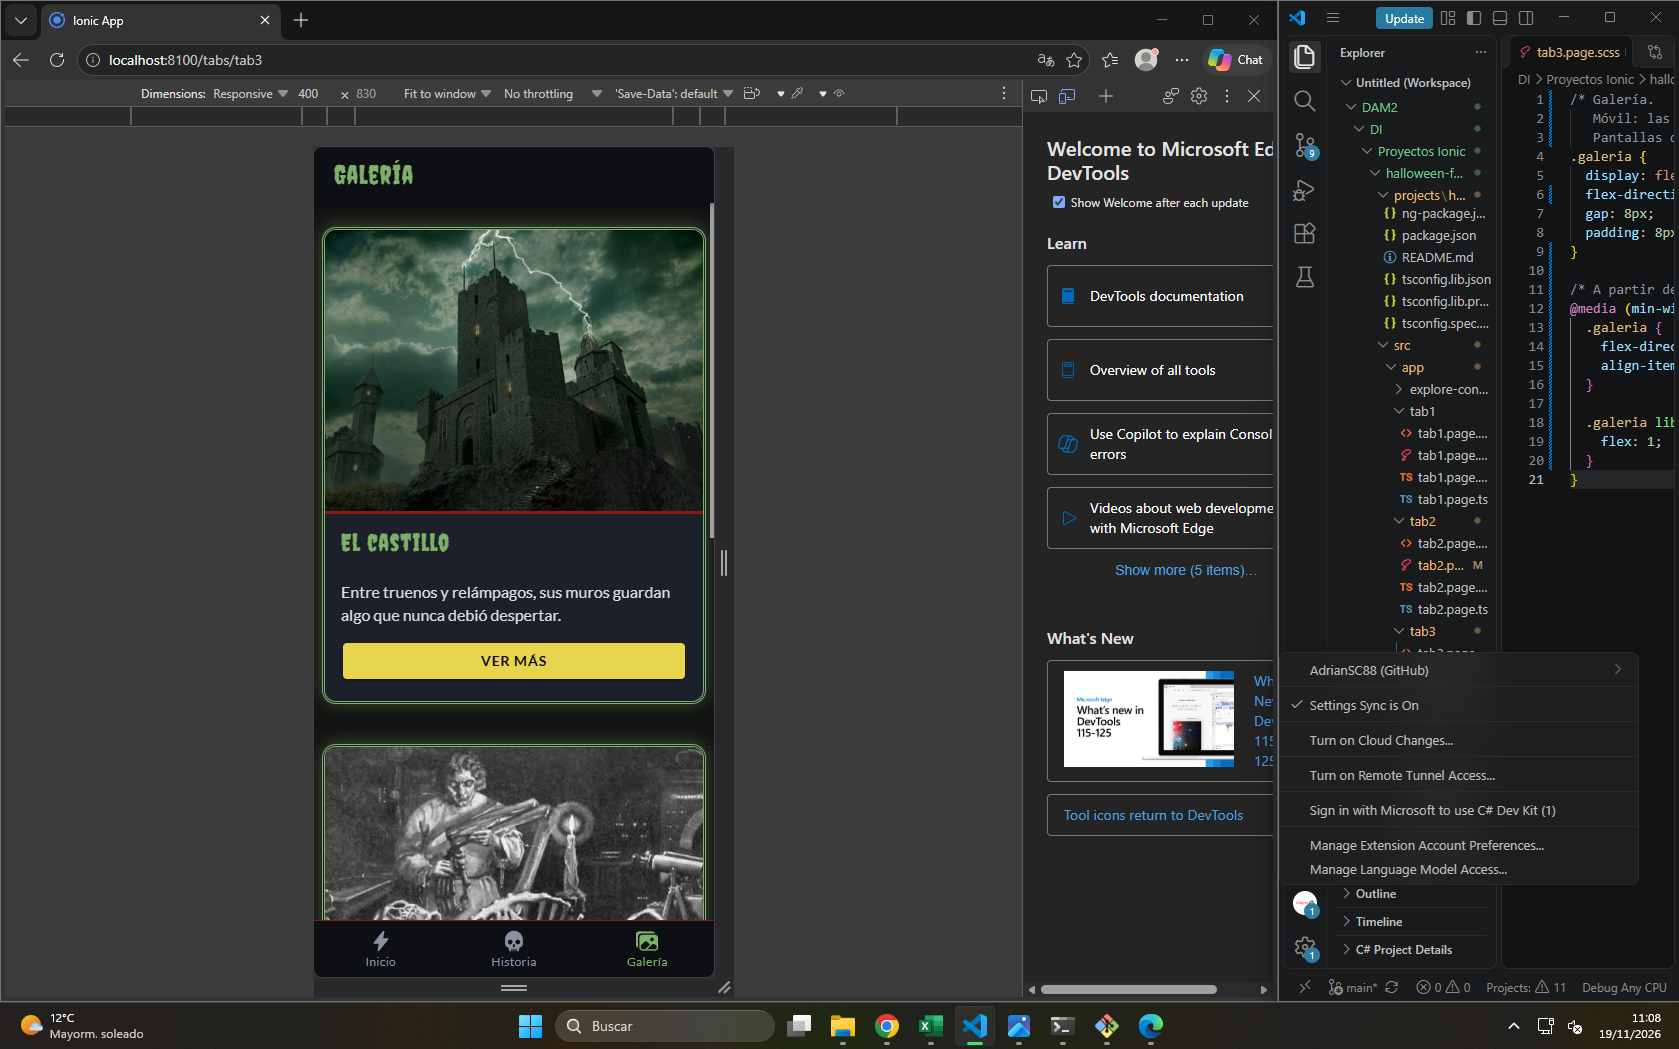 Ionic App
localhost:8100/tabs/tab3
Chat
Dimensions: Responsive 400 × 830 Fit to window No throttling 'Save-Data': default
GALERÍA
EL CASTILLO
Entre truenos y relámpagos, sus muros guardan
algo que nunca debió despertar.
VER MÁS
Inicio Historia Galería
Welcome to Microsoft Ed
DevTools
Show Welcome after each update
Learn
DevTools documentation
Overview of all tools
Use Copilot to explain Consol
errors
Videos about web developme
with Microsoft Edge
Show more (5 items)...
What's New
Microsoft Edge
What's new in
DevTools
115-125
Wh
Nev
Dev
115
125
Tool icons return to DevTools
Update
Explorer
Untitled (Workspace)
DAM2
DI
Proyectos Ionic
halloween-f...
projects\h...
ng-package.j...
package.json
README.md
tsconfig.lib.json
tsconfig.lib.pr...
tsconfig.spec....
src
app
explore-con...
tab1
tab1.page....
tab1.page....
tab1.page....
tab1.page.ts
tab2
tab2.page....
tab2.p... M
tab2.page....
tab2.page.ts
tab3
9
tab3.page.scss
DI > Proyectos Ionic > hallo
1 /* Galería.
2 Móvil: las
3 Pantallas d
4 .galeria {
5 display: fle
6 flex-directi
7 gap: 8px;
8 padding: 8px
9 }
10
11 /* A partir de
12 @media (min-wi
13 .galeria {
14 flex-direc
15 align-item
16 }
17
18 .galeria lib
19 flex: 1;
20 }
21 }
AdrianSC88 (GitHub)
Settings Sync is On
Turn on Cloud Changes...
Turn on Remote Tunnel Access...
Sign in with Microsoft to use C# Dev Kit (1)
Manage Extension Account Preferences...
Manage Language Model Access...
Outline
Timeline
C# Project Details
1
1
main* 0 0 Projects: 11 Debug Any CPU
12°C
Mayorm. soleado
Buscar
11:08
19/11/2026